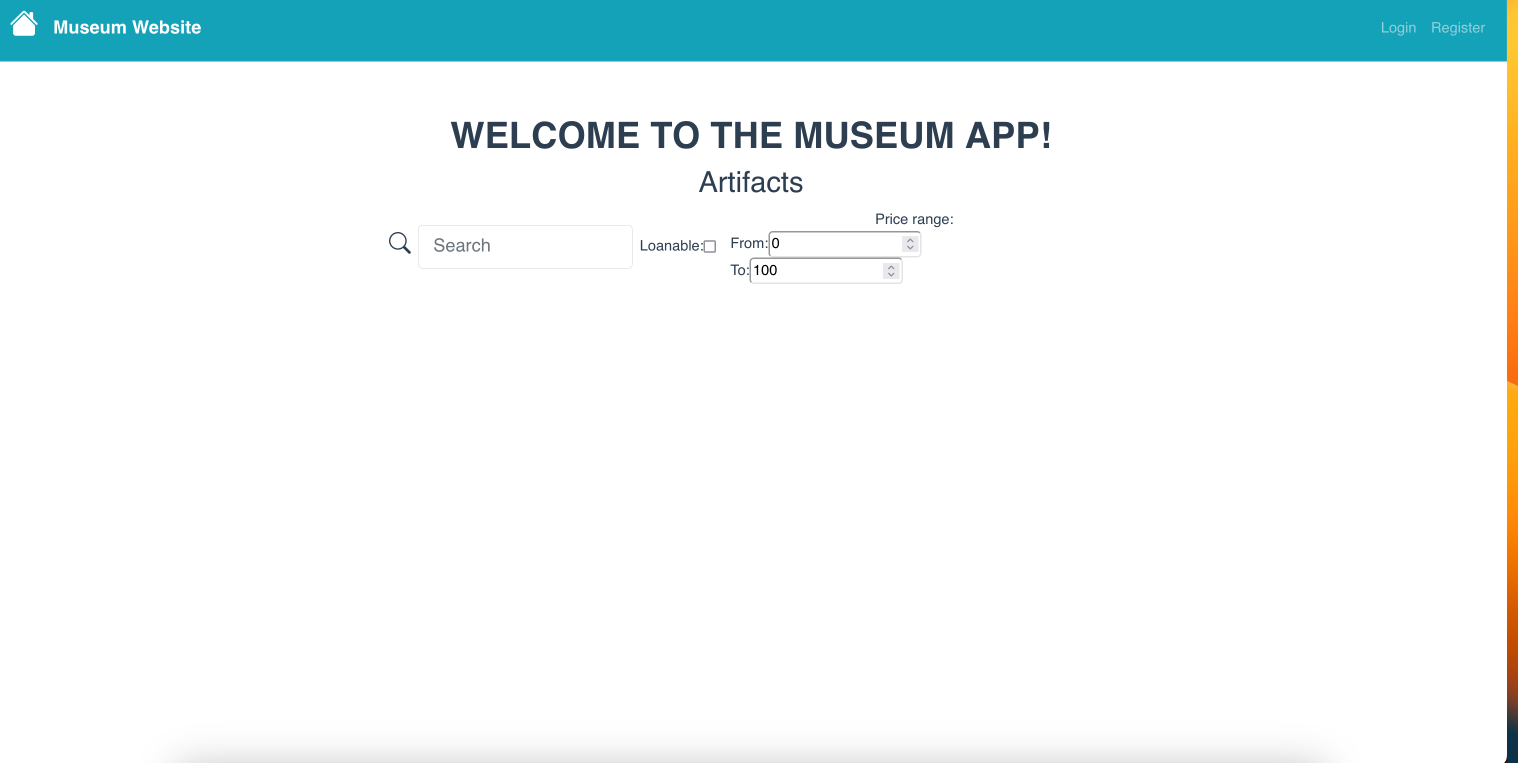 Museum Website
Login Register
WELCOME TO THE MUSEUM APP!
Artifacts
Price range:
Search Loanable: From: 0
To: 100